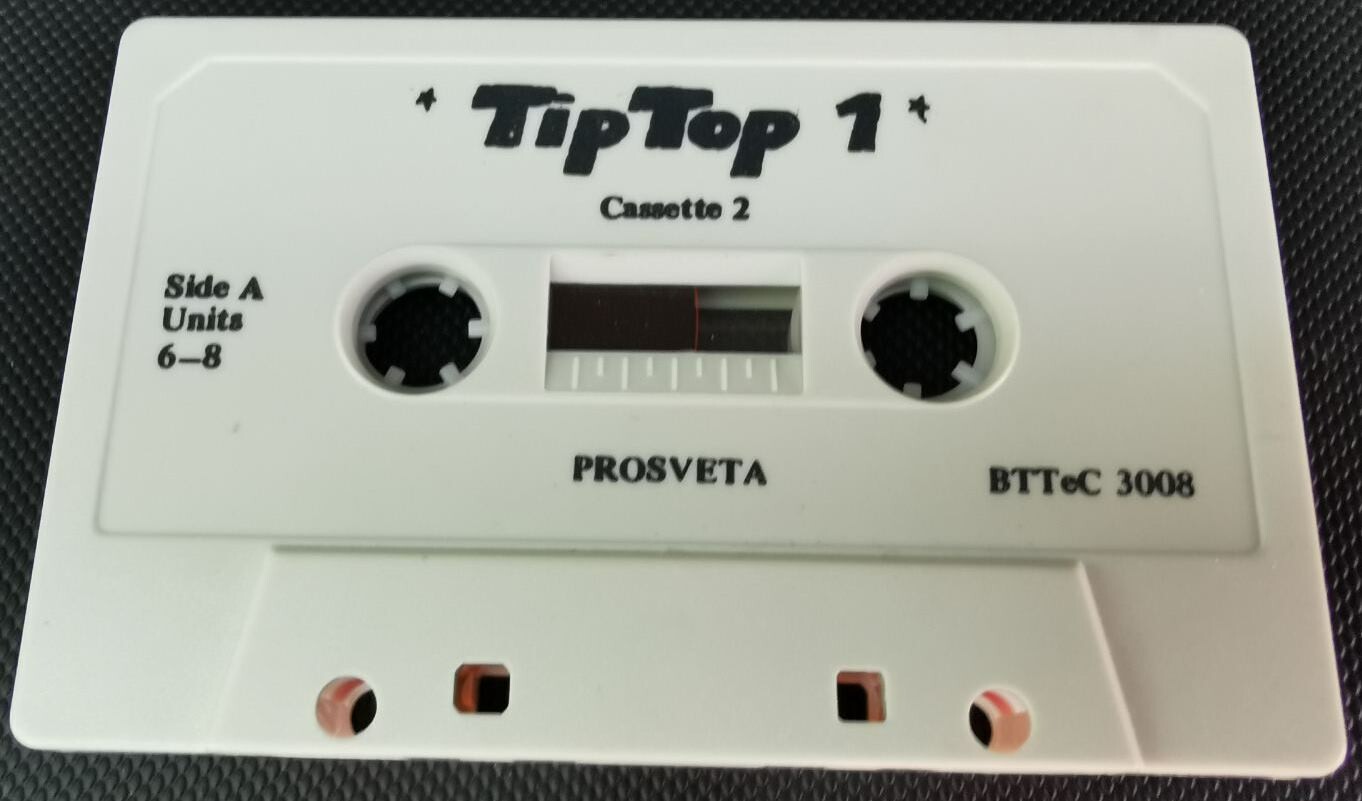 TipTop 1
Cassette 2
Side A
Units
6–8
PROSVETA
BTTeC 3008